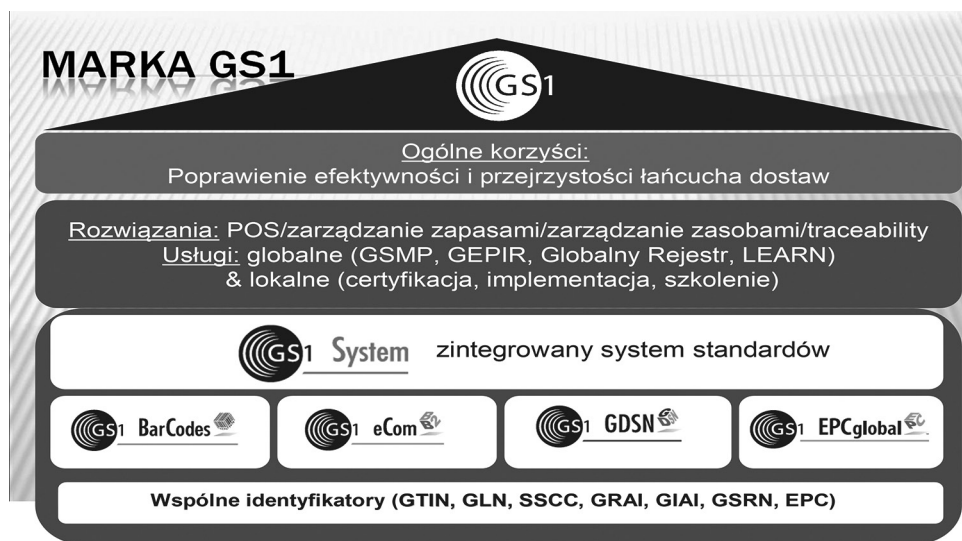 MARKA GS1
GS1
Ogólne korzyści:
Poprawienie efektywności i przejrzystości łańcucha dostaw
Rozwiązania: POS/zarządzanie zapasami/zarządzanie zasobami/traceability
Usługi: globalne (GSMP, GEPIR, Globalny Rejestr, LEARN)
& lokalne (certyfikacja, implementacja, szkolenie)
GS1 System zintegrowany system standardów
GS1 BarCodes
GS1 eCom
GS1 GDSN
GS1 EPCglobal
Wspólne identyfikatory (GTIN, GLN, SSCC, GRAI, GIAI, GSRN, EPC)